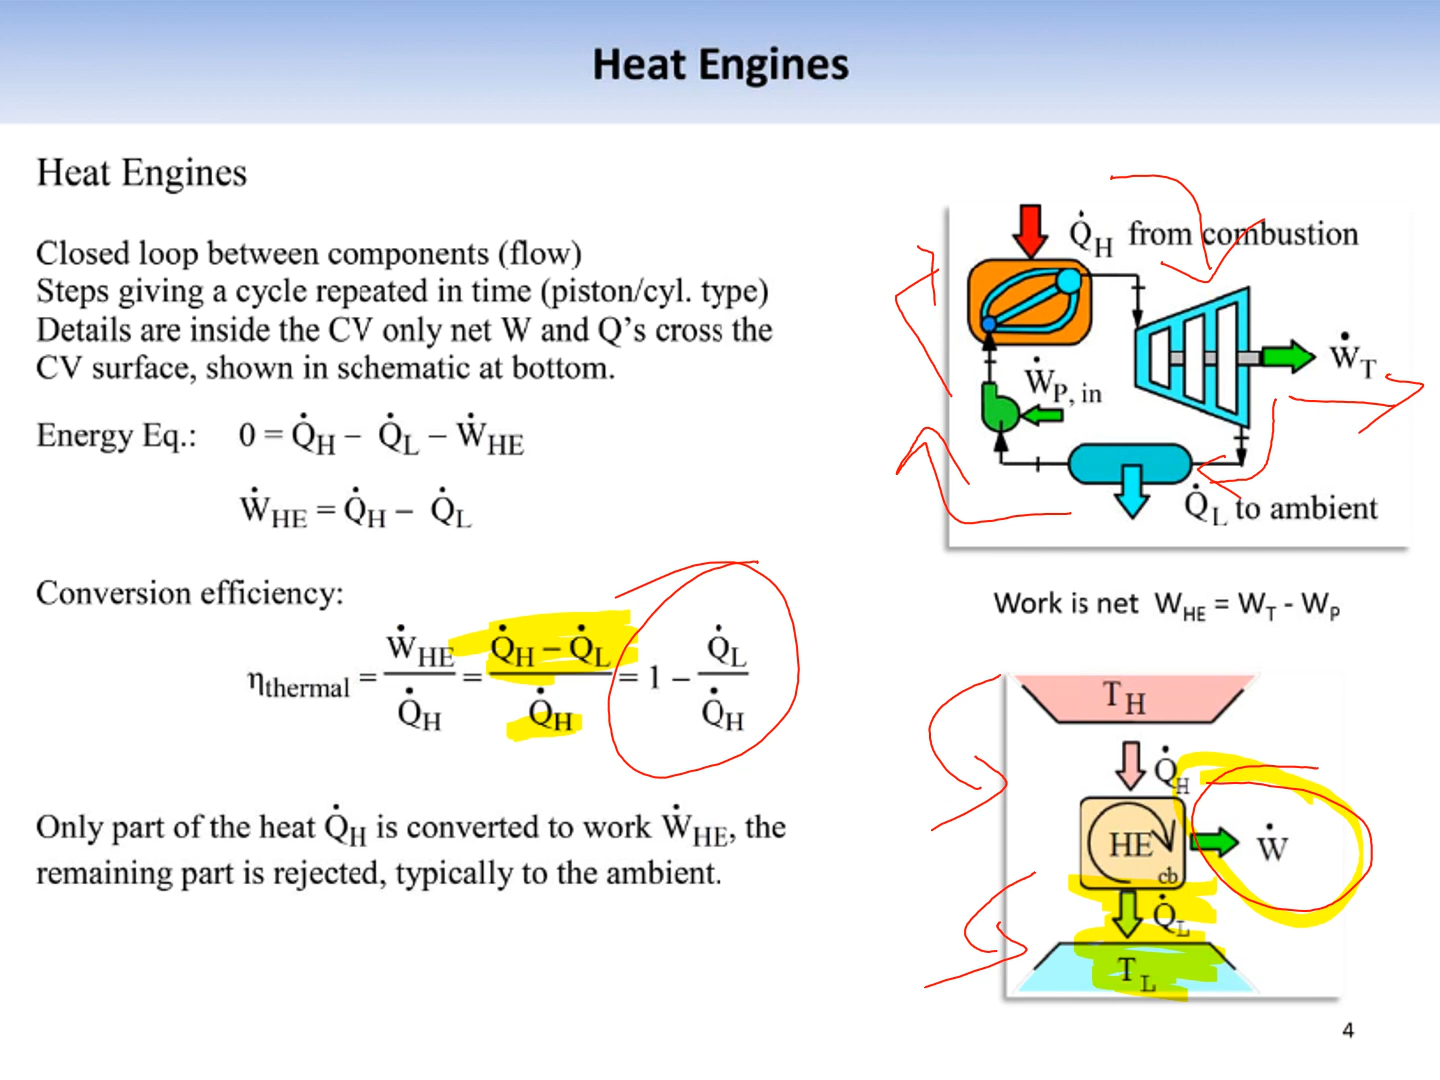 Heat Engines
Heat Engines
Closed loop between components (flow)
Steps giving a cycle repeated in time (piston/cyl. type)
Details are inside the CV only net W and Q’s cross the
CV surface, shown in schematic at bottom.
Energy Eq.: 0 = Q̇H – Q̇L – ẆHE
ẆHE = Q̇H – Q̇L
Conversion efficiency:
ηthermal = ẆHE / Q̇H = (Q̇H – Q̇L) / Q̇H = 1 – Q̇L / Q̇H
Only part of the heat Q̇H is converted to work ẆHE, the
remaining part is rejected, typically to the ambient.
Q̇H from combustion
ẆT
ẆP, in
Q̇L to ambient
Work is net WHE = WT - WP
TH
Q̇H
HE
cb
Ẇ
Q̇L
TL
4